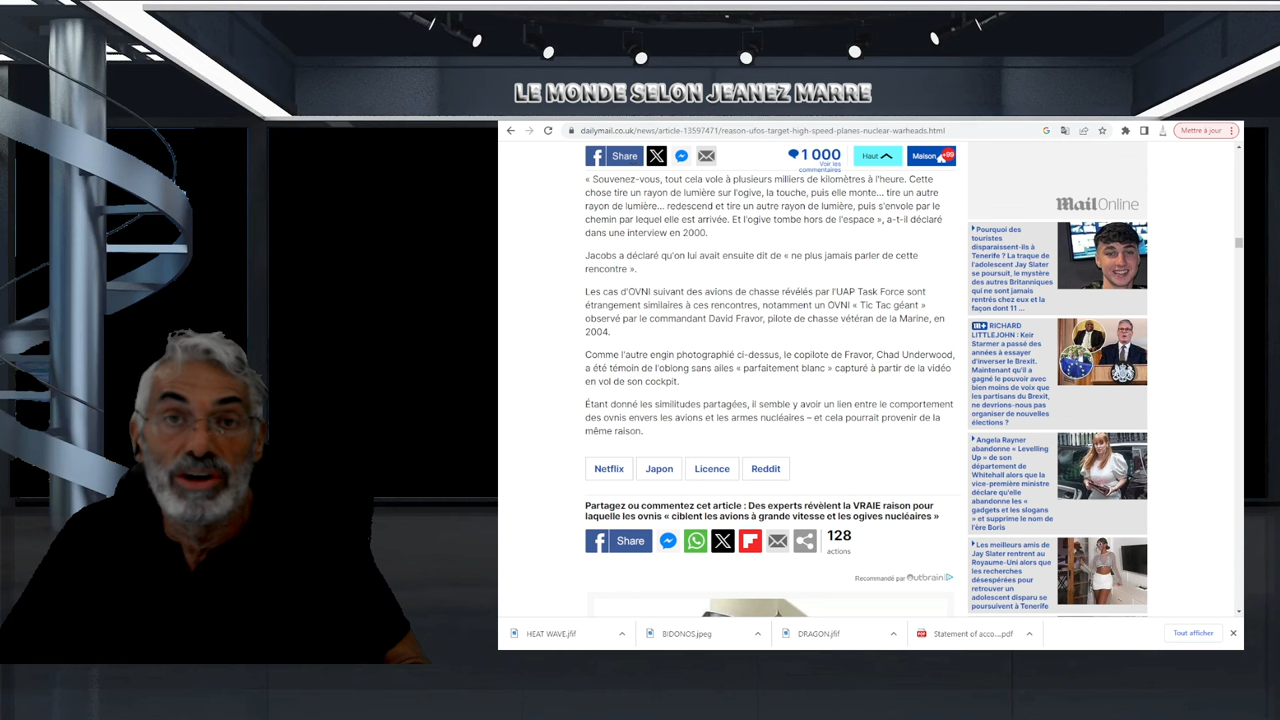 LE MONDE SELON JEANEZ MARRE
dailymail.co.uk/news/article-13597471/reason-ufos-target-high-speed-planes-nuclear-warheads.html
Mettre à jour
Share
1 000
Voir les
commentaires
Haut
Maison
+99
« Souvenez-vous, tout cela vole à plusieurs milliers de kilomètres à l'heure. Cette
chose tire un rayon de lumière sur l'ogive, la touche, puis elle monte... tire un autre
rayon de lumière... redescend et tire un autre rayon de lumière, puis s'envole par le
chemin par lequel elle est arrivée. Et l'ogive tombe hors de l'espace », a-t-il déclaré
dans une interview en 2000.
Jacobs a déclaré qu'on lui avait ensuite dit de « ne plus jamais parler de cette
rencontre ».
Les cas d'OVNI suivant des avions de chasse révélés par l'UAP Task Force sont
étrangement similaires à ces rencontres, notamment un OVNI « Tic Tac géant »
observé par le commandant David Fravor, pilote de chasse vétéran de la Marine, en
2004.
Comme l'autre engin photographié ci-dessus, le copilote de Fravor, Chad Underwood,
a été témoin de l'oblong sans ailes « parfaitement blanc » capturé à partir de la vidéo
en vol de son cockpit.
Étant donné les similitudes partagées, il semble y avoir un lien entre le comportement
des ovnis envers les avions et les armes nucléaires – et cela pourrait provenir de la
même raison.
Netflix
Japon
Licence
Reddit
Partagez ou commentez cet article : Des experts révèlent la VRAIE raison pour
laquelle les ovnis « ciblent les avions à grande vitesse et les ogives nucléaires »
Share
128
actions
Recommandé par Outbrain
MailOnline
Pourquoi des
touristes
disparaissent-ils à
Tenerife ? La traque de
l'adolescent Jay Slater
se poursuit, le mystère
des autres Britanniques
qui ne sont jamais
rentrés chez eux et la
façon dont 11 ...
RICHARD
LITTLEJOHN : Keir
Starmer a passé des
années à essayer
d'inverser le Brexit.
Maintenant qu'il a
gagné le pouvoir avec
bien moins de voix que
les partisans du Brexit,
ne devrions-nous pas
organiser de nouvelles
élections ?
Angela Rayner
abandonne « Levelling
Up » de son
département de
Whitehall alors que la
vice-première ministre
déclare qu'elle
abandonne les «
gadgets et les slogans
» et supprime le nom de
l'ère Boris
Les meilleurs amis de
Jay Slater rentrent au
Royaume-Uni alors que
les recherches
désespérées pour
retrouver un
adolescent disparu se
poursuivent à Tenerife
HEAT WAVE.jfif
BIDONOS.jpeg
DRAGON.jfif
Statement of acco....pdf
Tout afficher